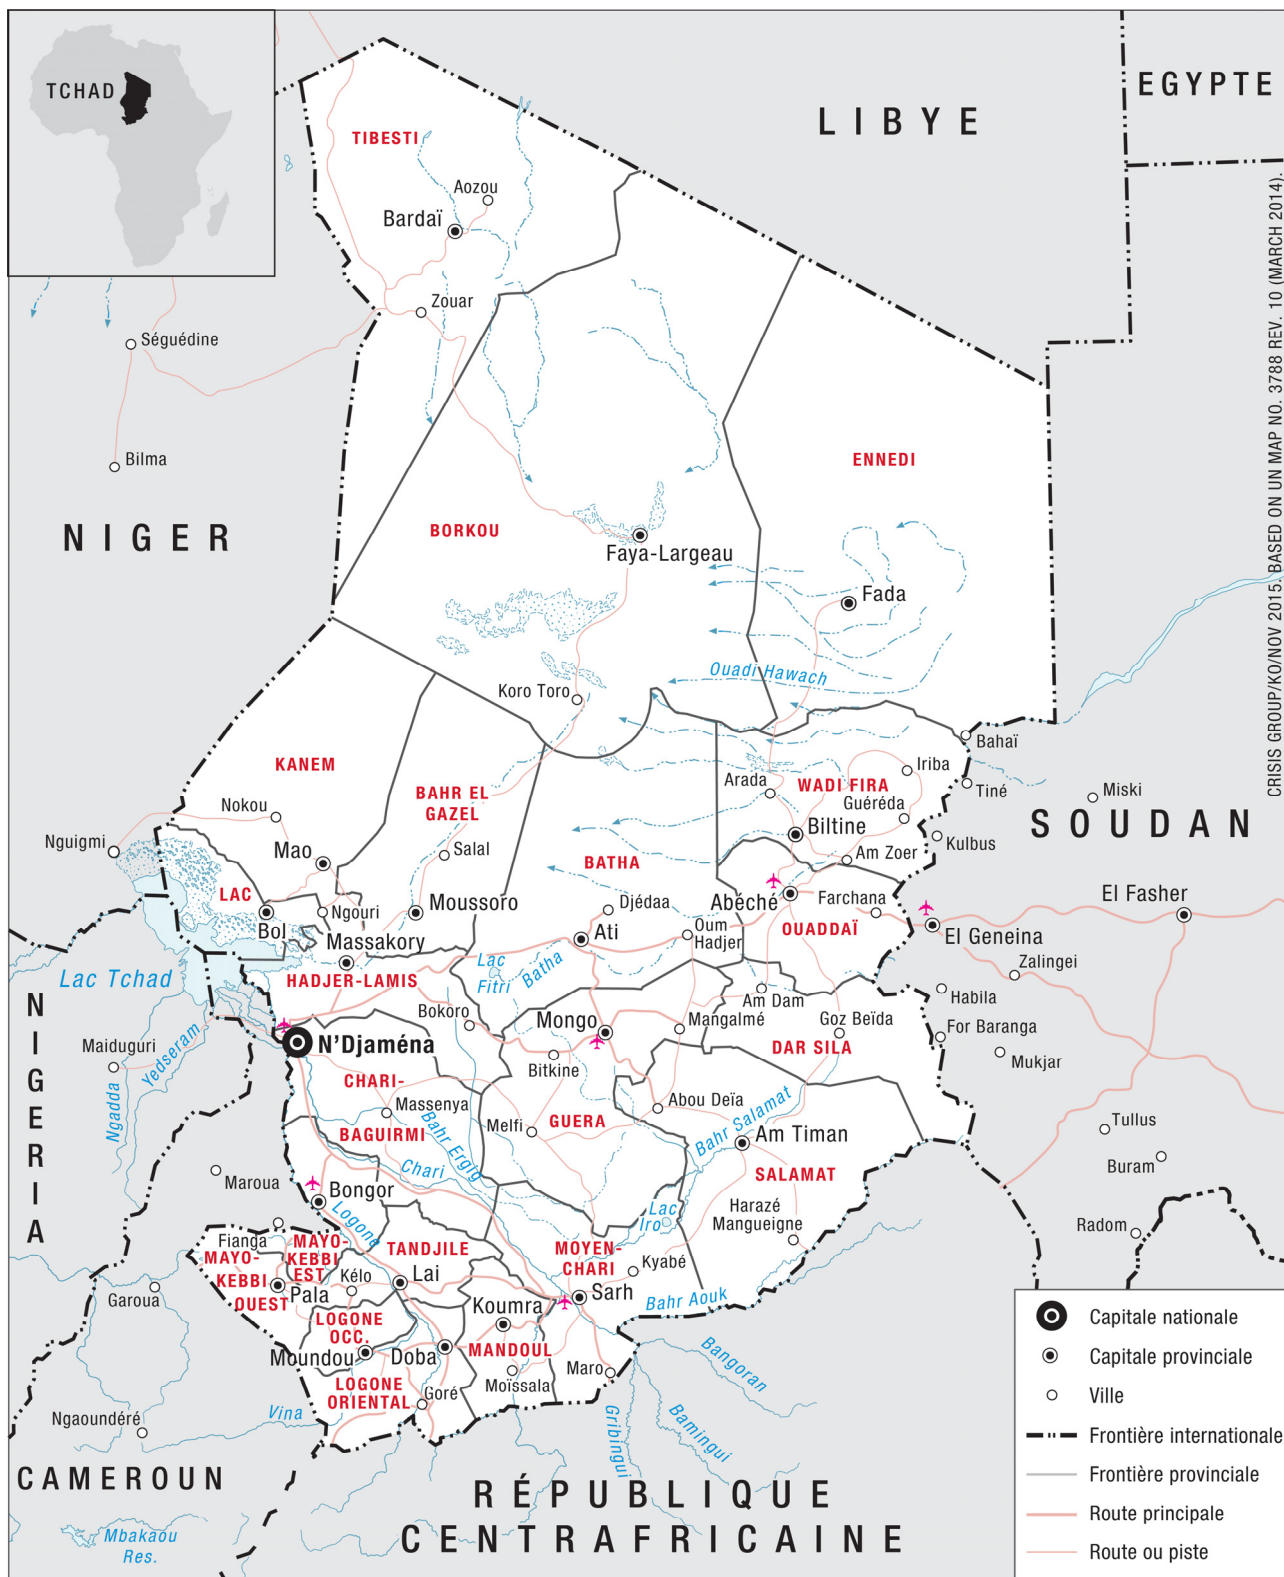 TCHAD
LIBYE
EGYPTE
TIBESTI
Aozou
Bardaï
Zouar
Séguédine
Bilma
NIGER
ENNEDI
BORKOU
Faya-Largeau
Fada
Ouadi Hawach
Koro Toro
CRISIS GROUP/KO/NOV 2015. BASED ON UN MAP NO. 3788 REV. 10 (MARCH 2014).
KANEM
BAHR EL
GAZEL
Nokou
Nguigmi
Mao
Salal
LAC
Bol
Ngouri
Moussoro
Massakory
HADJER-LAMIS
BATHA
Djédaa
Ati
Oum
Hadjer
Lac
Fitri
Batha
Arada
WADI FIRA
Iriba
Guéréda
Biltine
Am Zoer
Bahaï
Tiné
Kulbus
Miski
SOUDAN
Abéché
Farchana
OUADDAÏ
El Geneina
El Fasher
Zalingei
Habila
For Baranga
Mukjar
Am Dam
Goz Beïda
DAR SILA
Lac Tchad
NIGERIA
Maiduguri
Yedseram
Ngadda
N'Djaména
Bokoro
Mongo
Mangalmé
Bitkine
CHARI-
BAGUIRMI
Massenya
Bahr Ergig
Chari
Melfi
GUERA
Abou Deïa
Bahr Salamat
Am Timan
SALAMAT
Tullus
Buram
Radom
Maroua
Bongor
Logone
Lac
Iro
Harazé
Mangueigne
Fianga
MAYO-
KEBBI
EST
MAYO-
KEBBI
OUEST
Pala
Kélo
TANDJILE
Lai
MOYEN-
CHARI
Kyabé
Sarh
Bahr Aouk
Garoua
LOGONE
OCC.
Moundou
Doba
Koumra
MANDOUL
Moïssala
Maro
LOGONE
ORIENTAL
Goré
Bangoran
Bamingui
Gribingui
Ngaoundéré
Vina
CAMEROUN
Mbakaou
Res.
RÉPUBLIQUE
CENTRAFRICAINE
Capitale nationale
Capitale provinciale
Ville
Frontière internationale
Frontière provinciale
Route principale
Route ou piste